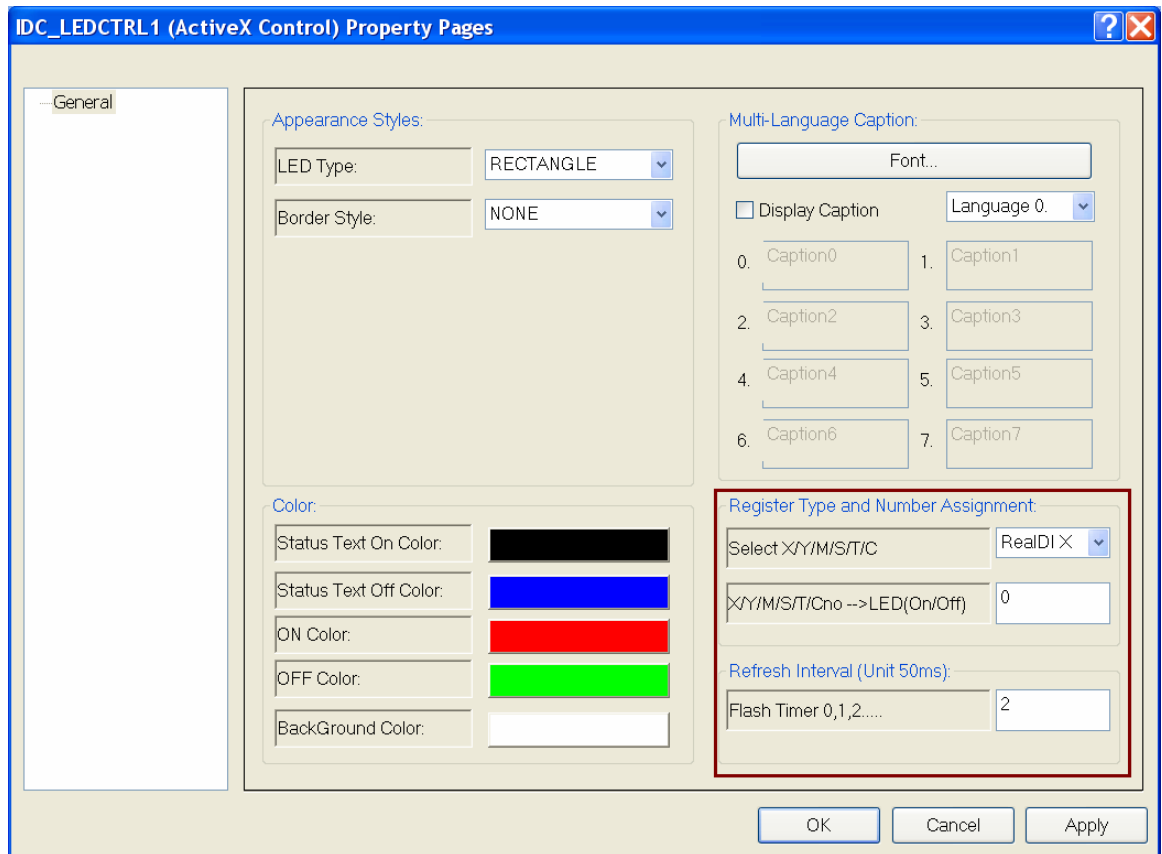 IDC_LEDCTRL1 (ActiveX Control) Property Pages
General
Appearance Styles:
LED Type:
RECTANGLE
Border Style:
NONE
Multi-Language Caption:
Font...
Display Caption
Language 0.
0.
Caption0
1.
Caption1
2.
Caption2
3.
Caption3
4.
Caption4
5.
Caption5
6.
Caption6
7.
Caption7
Color:
Status Text On Color:
Status Text Off Color:
ON Color:
OFF Color:
BackGround Color:
Register Type and Number Assignment:
Select X/Y/M/S/T/C
RealDI X
X/Y/M/S/T/Cno -->LED(On/Off)
0
Refresh Interval (Unit 50ms):
Flash Timer 0,1,2.....
2
OK
Cancel
Apply